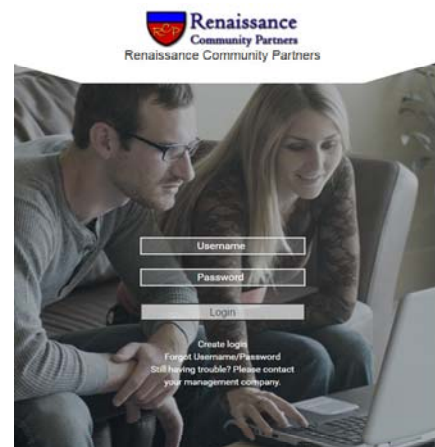 RCP
Renaissance
Community Partners
Renaissance Community Partners
Username
Password
Login
Create login
Forgot Username/Password
Still having trouble? Please contact
your management company.